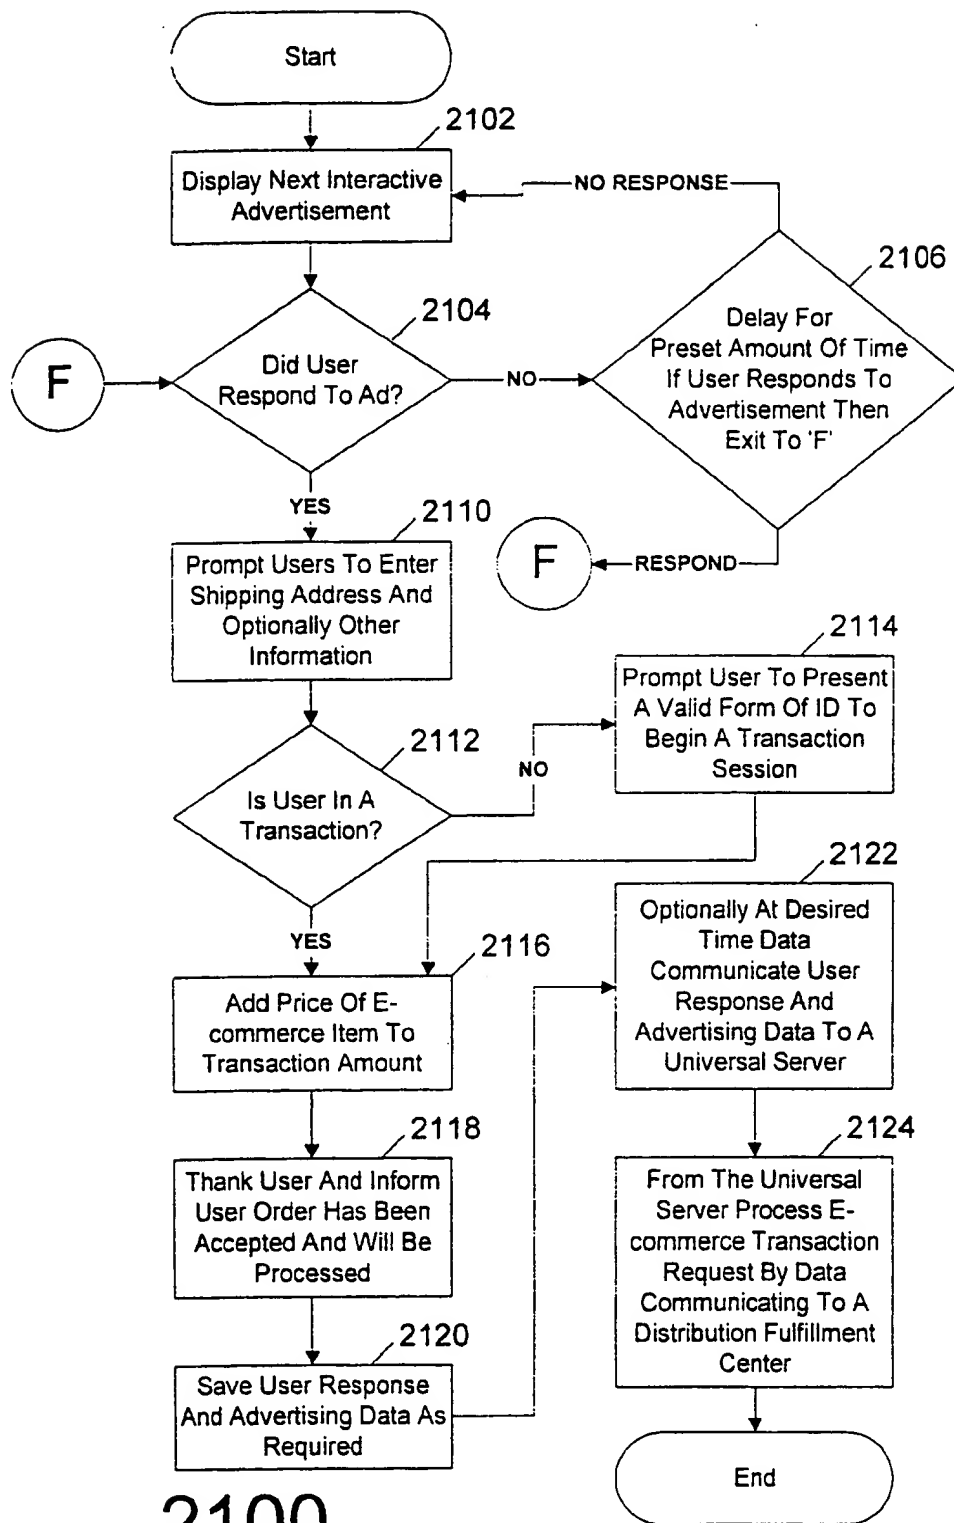 Start
2102
Display Next Interactive
Advertisement
NO RESPONSE
2106
Delay For
Preset Amount Of Time
If User Responds To
Advertisement Then
Exit To 'F'
2104
Did User
Respond To Ad?
F
NO
YES
F
RESPOND
2110
Prompt Users To Enter
Shipping Address And
Optionally Other
Information
2112
Is User In A
Transaction?
NO
2114
Prompt User To Present
A Valid Form Of ID To
Begin A Transaction
Session
YES
2116
Add Price Of E-
commerce Item To
Transaction Amount
2118
Thank User And Inform
User Order Has Been
Accepted And Will Be
Processed
2120
Save User Response
And Advertising Data As
Required
2122
Optionally At Desired
Time Data
Communicate User
Response And
Advertising Data To A
Universal Server
2124
From The Universal
Server Process E-
commerce Transaction
Request By Data
Communicating To A
Distribution Fulfillment
Center
End
2100